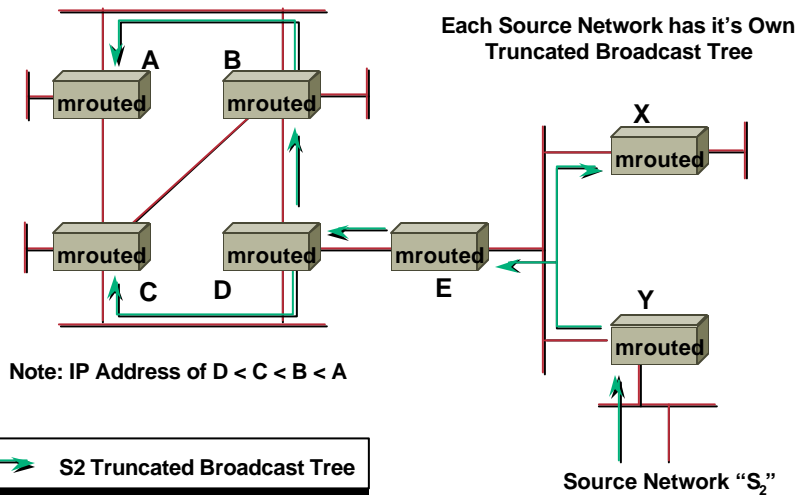 Each Source Network has it's Own
Truncated Broadcast Tree
A B
mrouted mrouted
X
mrouted
mrouted mrouted mrouted
C D E
Y
mrouted
Note: IP Address of D < C < B < A
S2 Truncated Broadcast Tree
Source Network “S2”